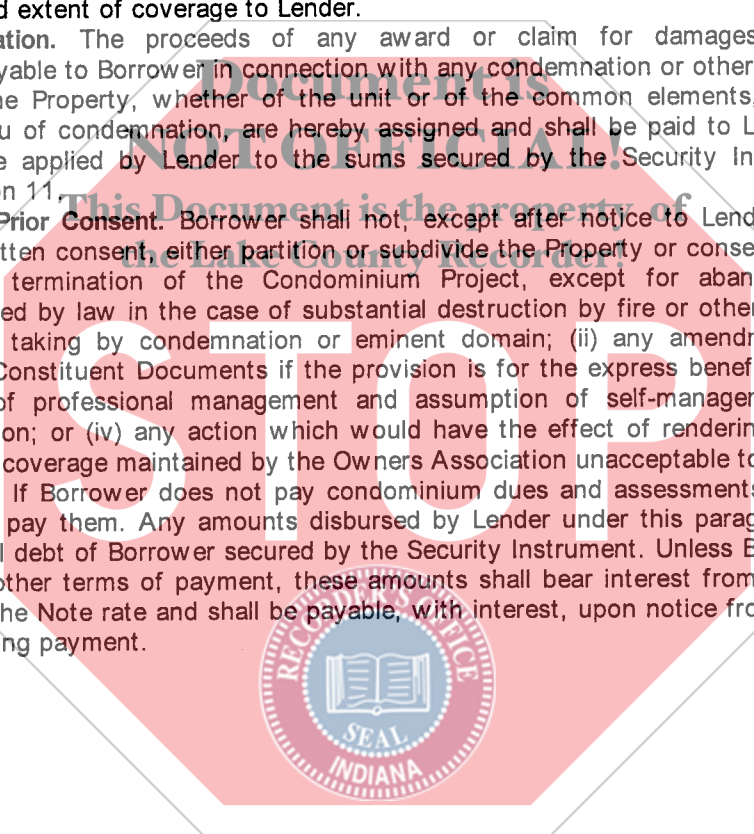 d extent of coverage to Lender.
ation. The proceeds of any award or claim for damages
yable to Borrower in connection with any condemnation or other
Document is
he Property, whether of the unit or of the common elements,
u of condemnation, are hereby assigned and shall be paid to L
NOT OFFICIAL!
e applied by Lender to the sums secured by the Security In
on 11.
This Document is the property of
Prior Consent. Borrower shall not, except after notice to Lend
tten consent, either partition or subdivide the Property or conse
the Lake County Recorder!
termination of the Condominium Project, except for aban
ed by law in the case of substantial destruction by fire or other
taking by condemnation or eminent domain; (ii) any amendn
Constituent Documents if the provision is for the express benef
of professional management and assumption of self-manager
STOP
on; or (iv) any action which would have the effect of renderin
coverage maintained by the Owners Association unacceptable to
If Borrower does not pay condominium dues and assessments
pay them. Any amounts disbursed by Lender under this parag
l debt of Borrower secured by the Security Instrument. Unless B
other terms of payment, these amounts shall bear interest from
the Note rate and shall be payable, with interest, upon notice fro
ng payment.
RECORDER'S OFFICE
SEAL
INDIANA